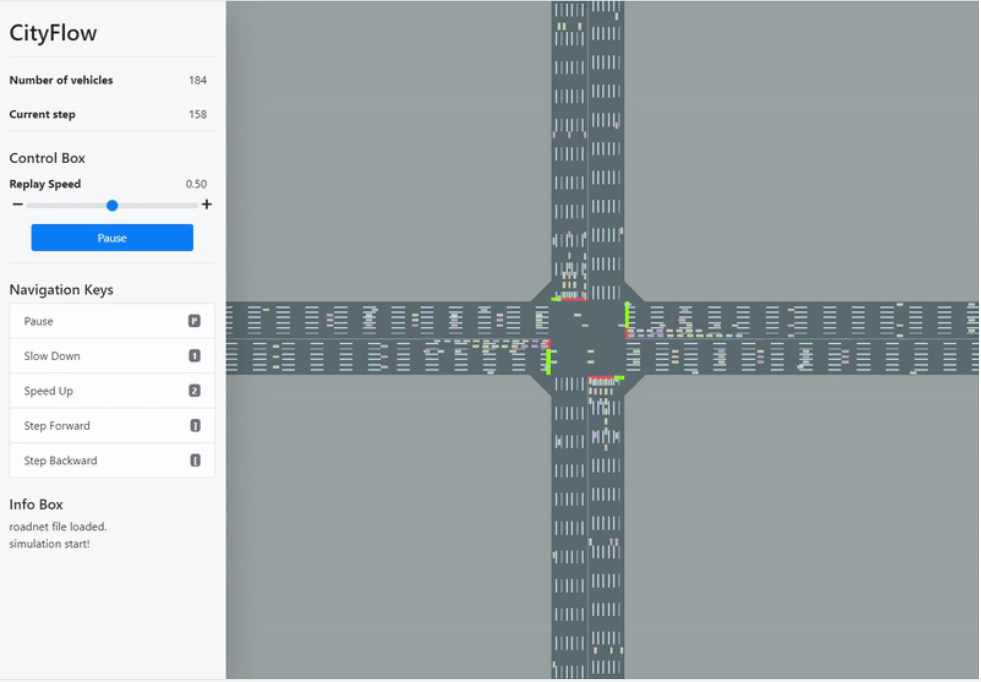 CityFlow
Number of vehicles 184
Current step 158
Control Box
Replay Speed 0.50
− +
Pause
Navigation Keys
Pause P
Slow Down 1
Speed Up 2
Step Forward ]
Step Backward [
Info Box
roadnet file loaded.
simulation start!